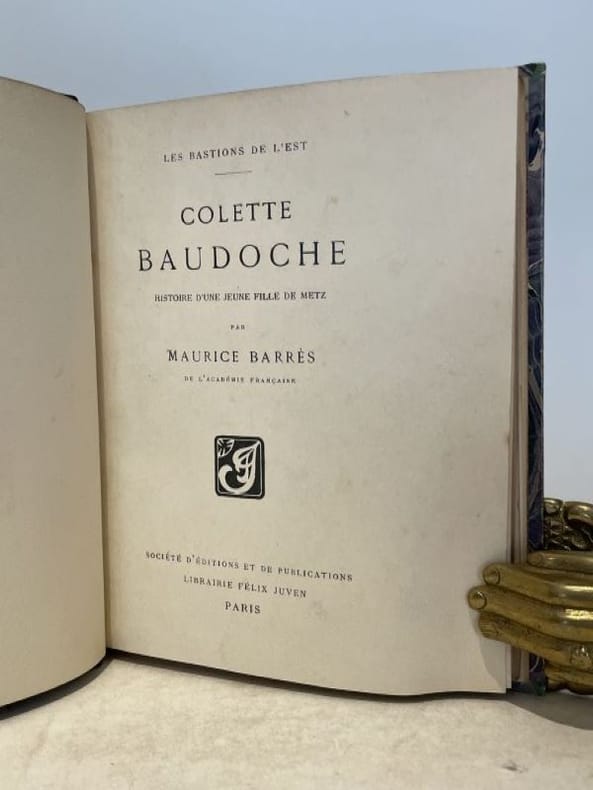 LES BASTIONS DE L'EST
COLETTE
BAUDOCHE
HISTOIRE D'UNE JEUNE FILLE DE METZ
PAR
MAURICE BARRÈS
DE L'ACADÉMIE FRANÇAISE
SOCIÉTÉ D'ÉDITIONS ET DE PUBLICATIONS
LIBRAIRIE FÉLIX JUVEN
PARIS